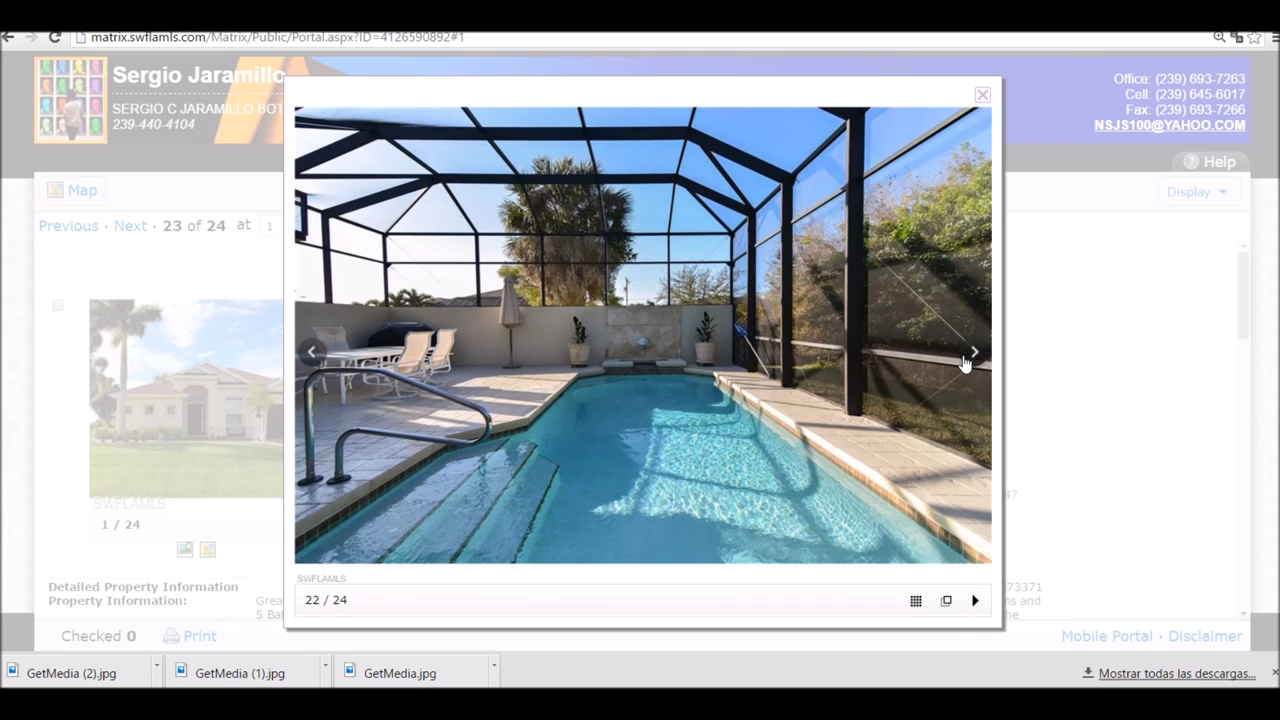 matrix.swflamls.com/Matrix/Public/Portal.aspx?ID=4126590892#1
Sergio Jaramillo
SERGIO C JARAMILLO BOT
239-440-4104
Office: (239) 693-7263
Cell: (239) 645-6017
Fax: (239) 693-7266
NSJS100@YAHOO.COM
? Help
Map
Display
Previous · Next · 23 of 24 at 1
SWFLAMLS
1 / 24
SWFLAMLS
22 / 24
Detailed Property Information
Property Information:
5 Ba
Checked 0
Print
Mobile Portal · Disclaimer
GetMedia (2).jpg
GetMedia (1).jpg
GetMedia.jpg
Mostrar todas las descargas...